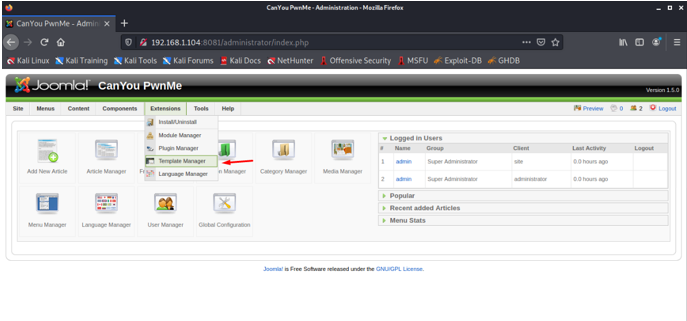 CanYou PwnMe - Administration - Mozilla Firefox
CanYou PwnMe - Admin
192.168.1.104:8081/administrator/index.php
Kali Linux Kali Training Kali Tools Kali Forums Kali Docs NetHunter Offensive Security MSFU Exploit-DB GHDB
Joomla! CanYou PwnMe
Version 1.5.0
Site Menus Content Components Extensions Tools Help Preview 0 2 Logout
Install/Uninstall
Module Manager
Plugin Manager
Template Manager
Language Manager
Add New Article Article Manager Manager Category Manager Media Manager
Menu Manager Language Manager User Manager Global Configuration
Logged in Users
# Name Group Client Last Activity Logout
1 admin Super Administrator site 0.0 hours ago
2 admin Super Administrator administrator 0.0 hours ago
Popular
Recent added Articles
Menu Stats
Joomla! is Free Software released under the GNU/GPL License.